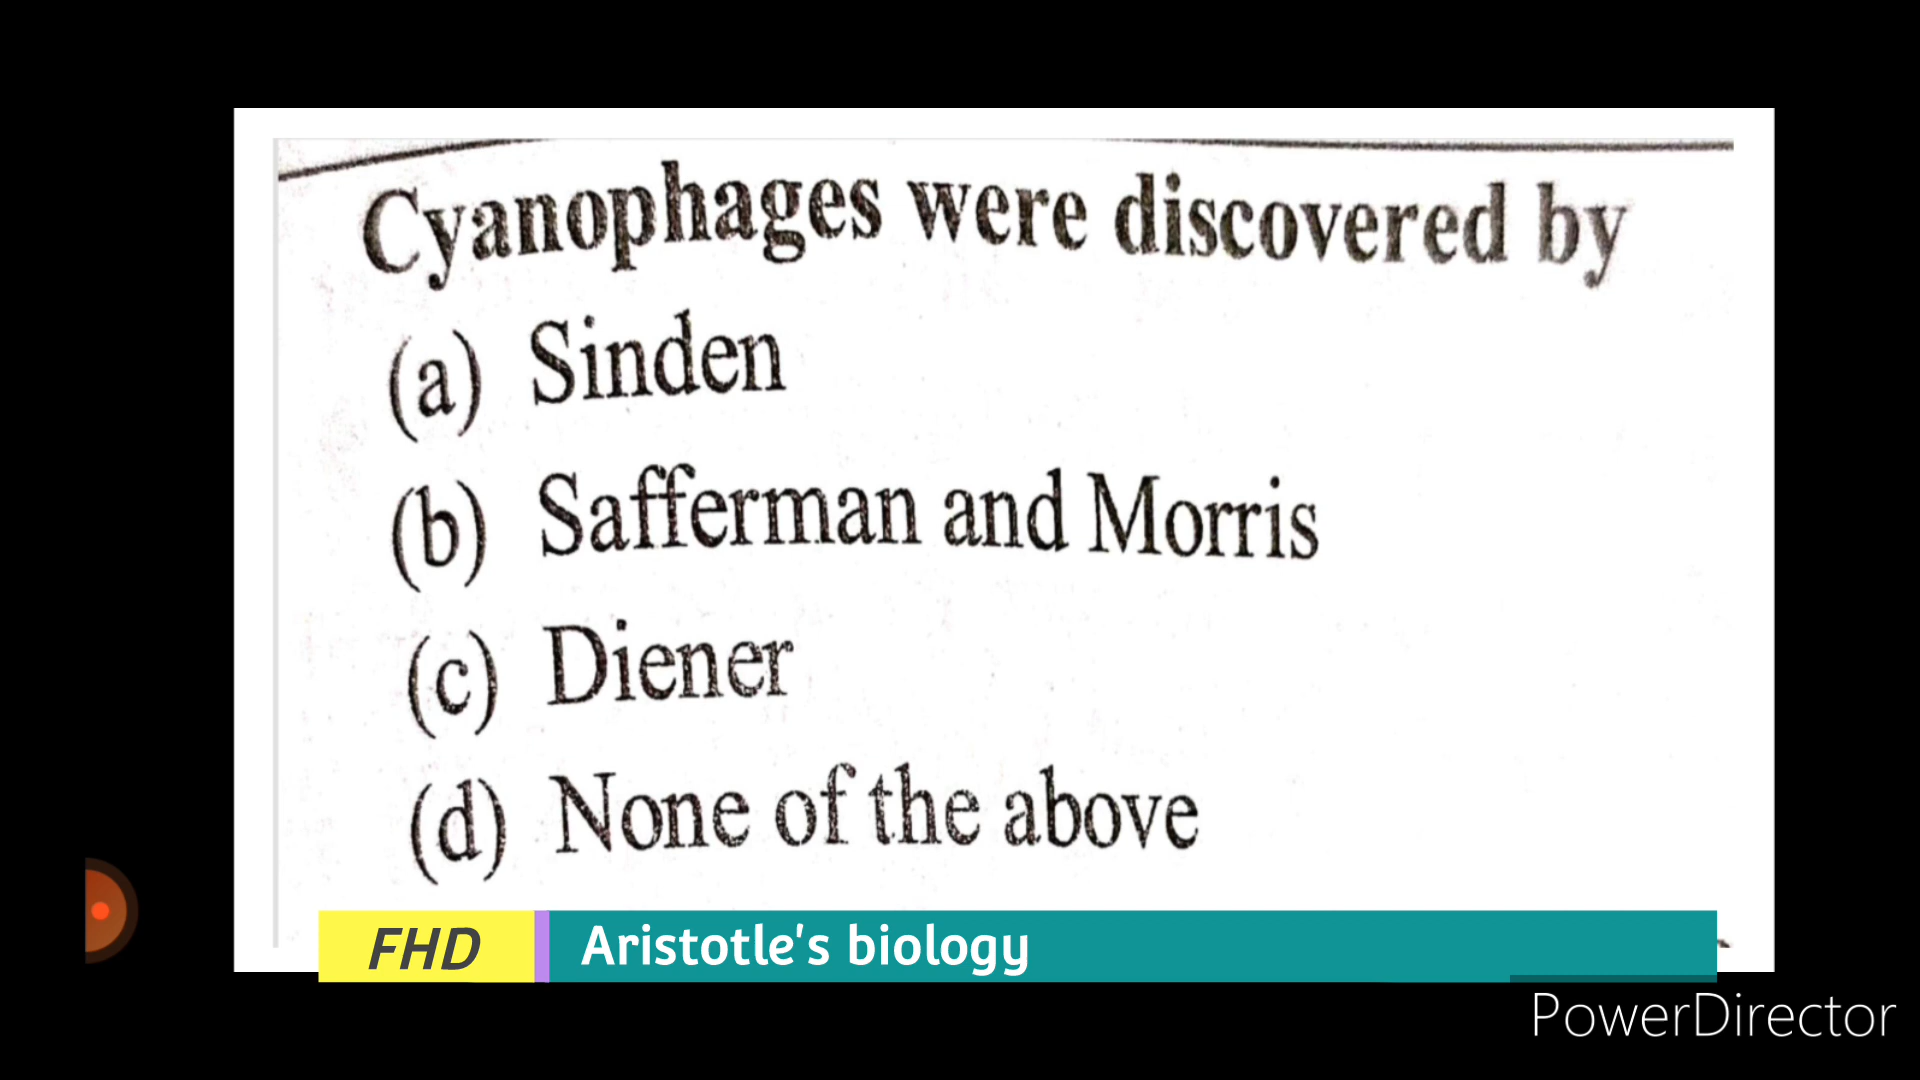 Cyanophages were discovered by
(a) Sinden
(b) Safferman and Morris
(c) Diener
(d) None of the above
FHD Aristotle's biology
PowerDirector